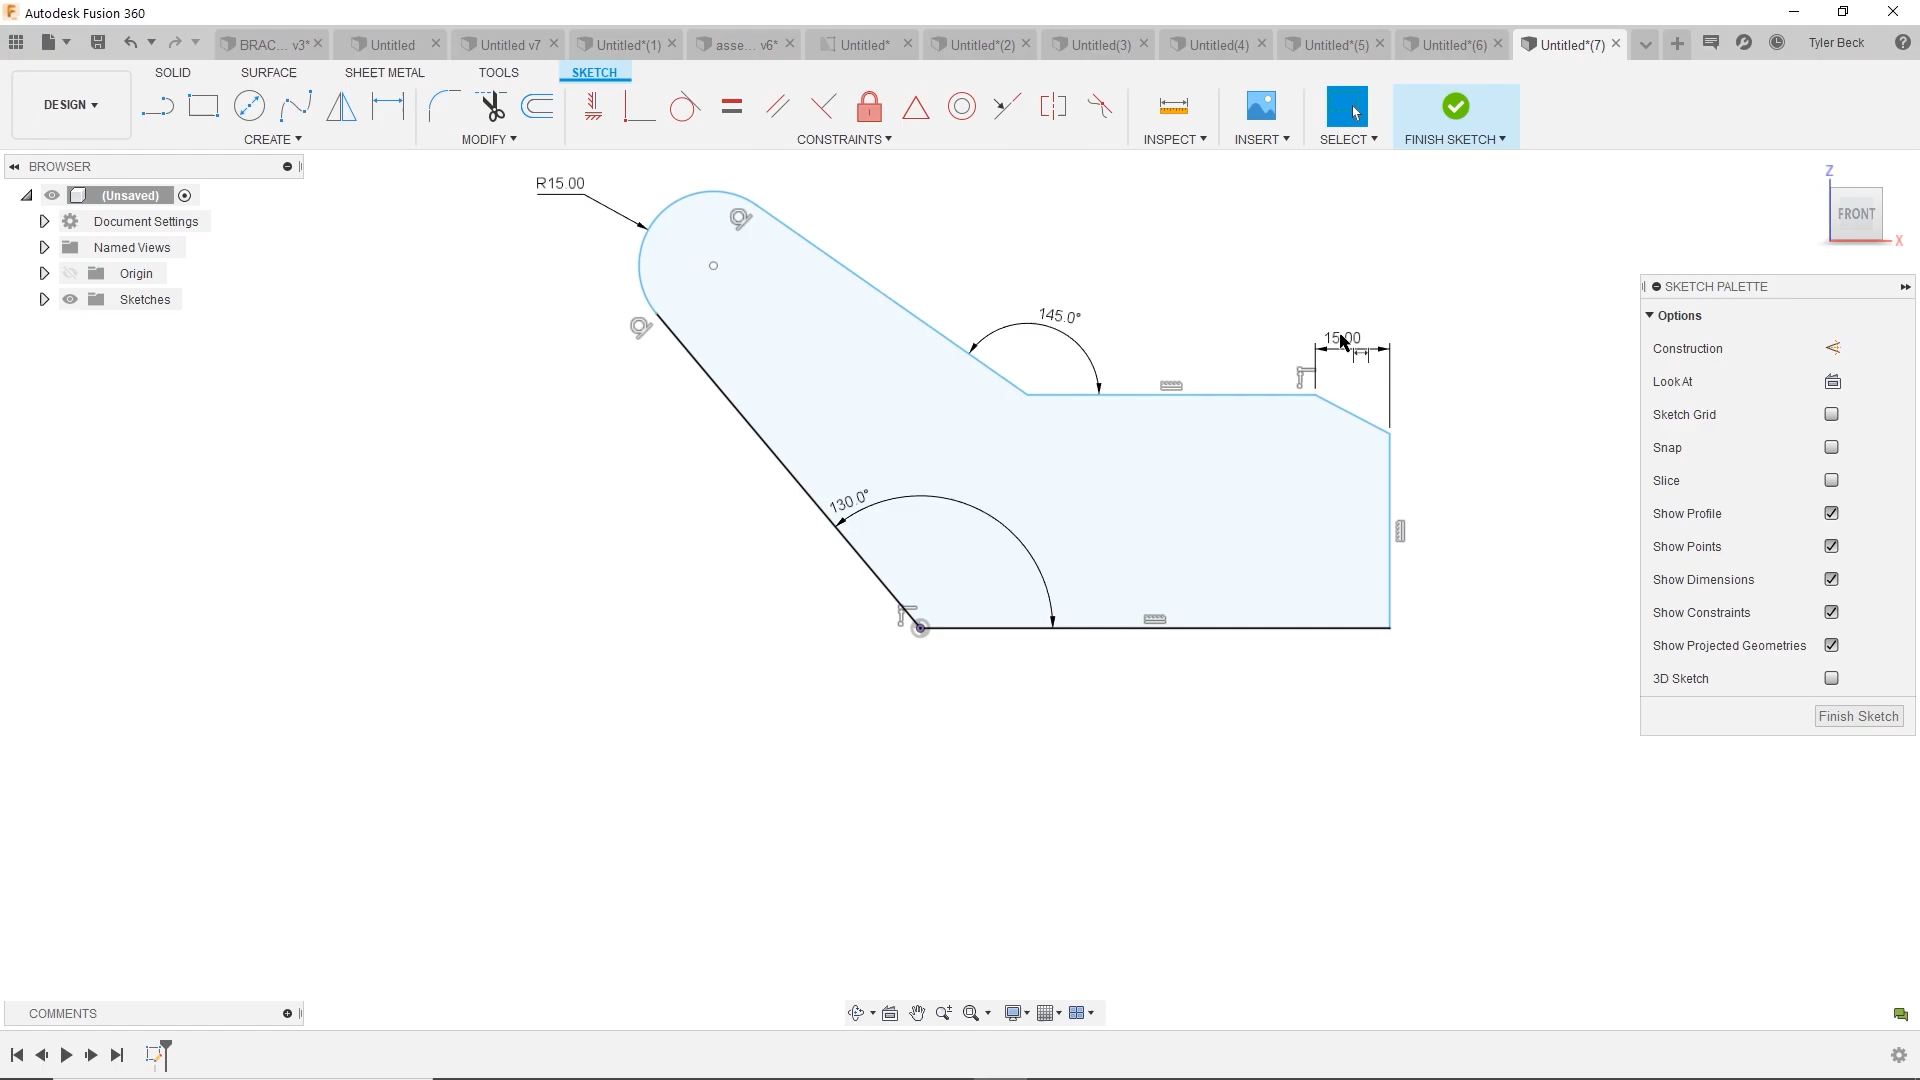 Autodesk Fusion 360
BRAC... v3*
Untitled
Untitled v7
Untitled*(1)
asse... v6*
Untitled*
Untitled*(2)
Untitled(3)
Untitled(4)
Untitled*(5)
Untitled*(6)
Untitled*(7)
Tyler Beck
SOLID
SURFACE
SHEET METAL
TOOLS
SKETCH
DESIGN
CREATE
MODIFY
CONSTRAINTS
INSPECT
INSERT
SELECT
FINISH SKETCH
BROWSER
(Unsaved)
Document Settings
Named Views
Origin
Sketches
R15.00
145.0°
15.00
130.0°
Z
FRONT
X
SKETCH PALETTE
Options
Construction
Look At
Sketch Grid
Snap
Slice
Show Profile
Show Points
Show Dimensions
Show Constraints
Show Projected Geometries
3D Sketch
Finish Sketch
COMMENTS